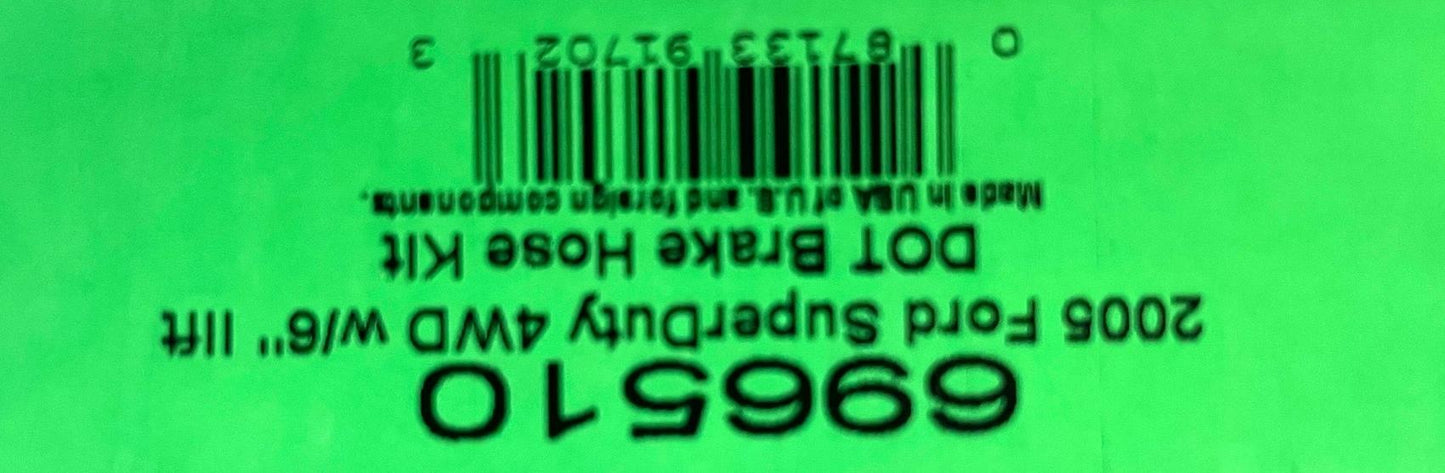 696510
2005 Ford SuperDuty 4WD w/6" lift
DOT Brake Hose Kit
Made in USA of U.S. and foreign components.
0 87133 91702 3